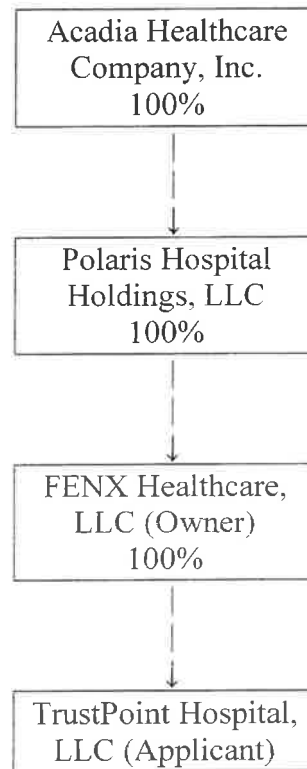 Acadia Healthcare
Company, Inc.
100%
Polaris Hospital
Holdings, LLC
100%
FENX Healthcare,
LLC (Owner)
100%
TrustPoint Hospital,
LLC (Applicant)